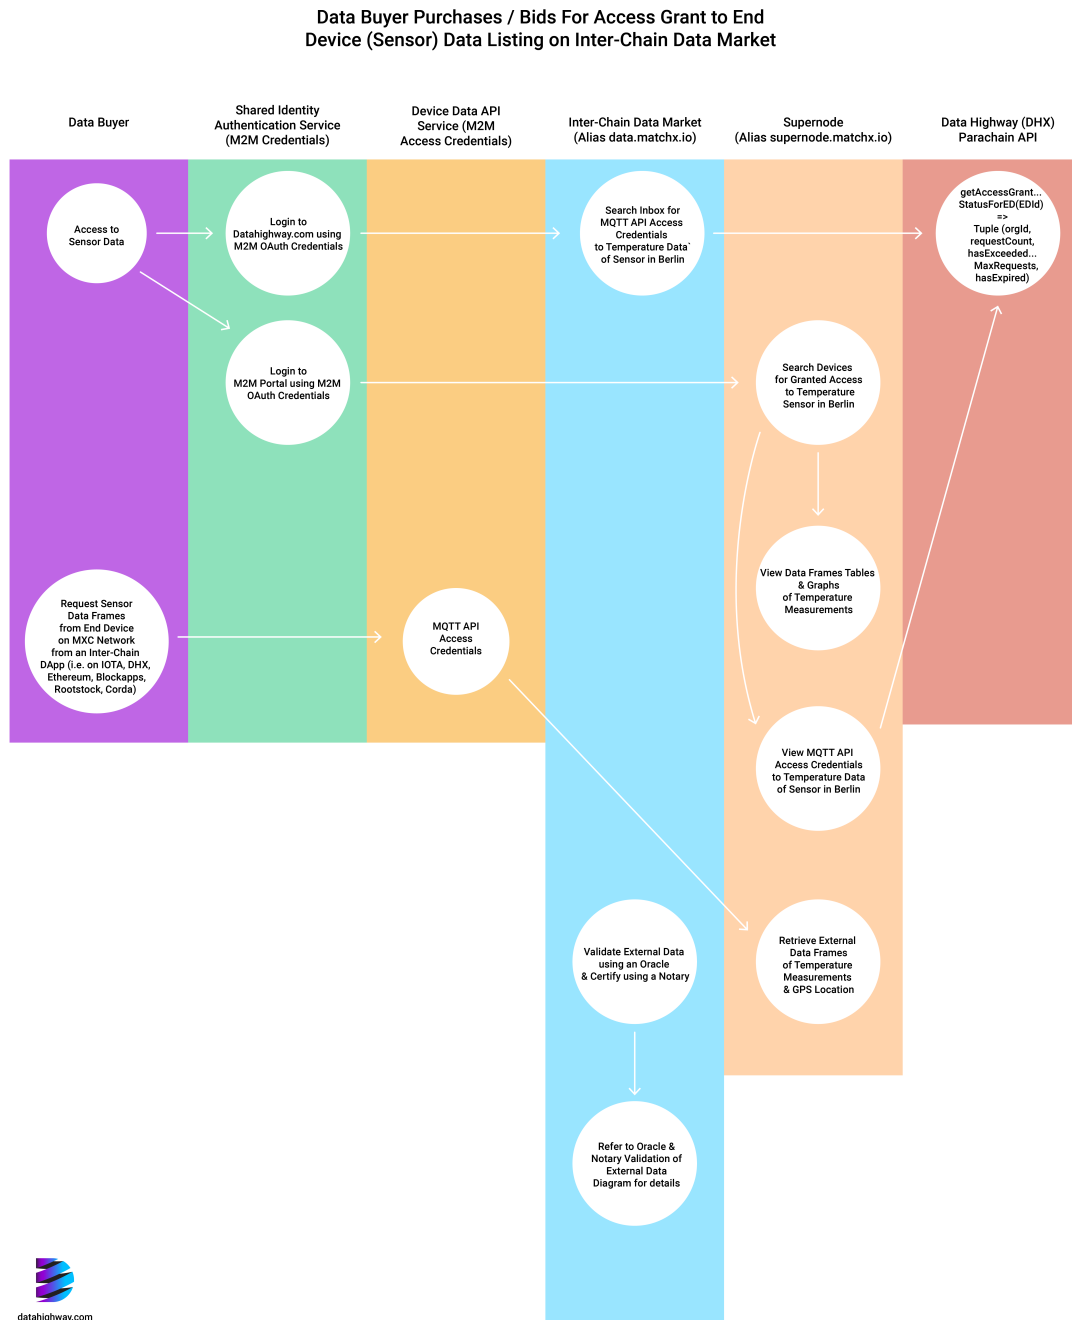 Data Buyer Purchases / Bids For Access Grant to End
Device (Sensor) Data Listing on Inter-Chain Data Market
Data Buyer
Shared Identity
Authentication Service
(M2M Credentials)
Device Data API
Service (M2M
Access Credentials)
Inter-Chain Data Market
(Alias data.matchx.io)
Supernode
(Alias supernode.matchx.io)
Data Highway (DHX)
Parachain API
Access to
Sensor Data
Login to
Datahighway.com using
M2M OAuth Credentials
Search Inbox for
MQTT API Access
Credentials
to Temperature Data`
of Sensor in Berlin
getAccessGrant...
StatusForED(EDId)
=>
Tuple (orgId,
requestCount,
hasExceeded...
MaxRequests,
hasExpired)
Login to
M2M Portal using M2M
OAuth Credentials
Search Devices
for Granted Access
to Temperature
Sensor in Berlin
View Data Frames Tables
& Graphs
of Temperature
Measurements
Request Sensor
Data Frames
from End Device
on MXC Network
from an Inter-Chain
DApp (i.e. on IOTA, DHX,
Ethereum, Blockapps,
Rootstock, Corda)
MQTT API
Access
Credentials
View MQTT API
Access Credentials
to Temperature Data
of Sensor in Berlin
Validate External Data
using an Oracle
& Certify using a Notary
Retrieve External
Data Frames
of Temperature
Measurements
& GPS Location
Refer to Oracle &
Notary Validation of
External Data
Diagram for details
datahighway.com